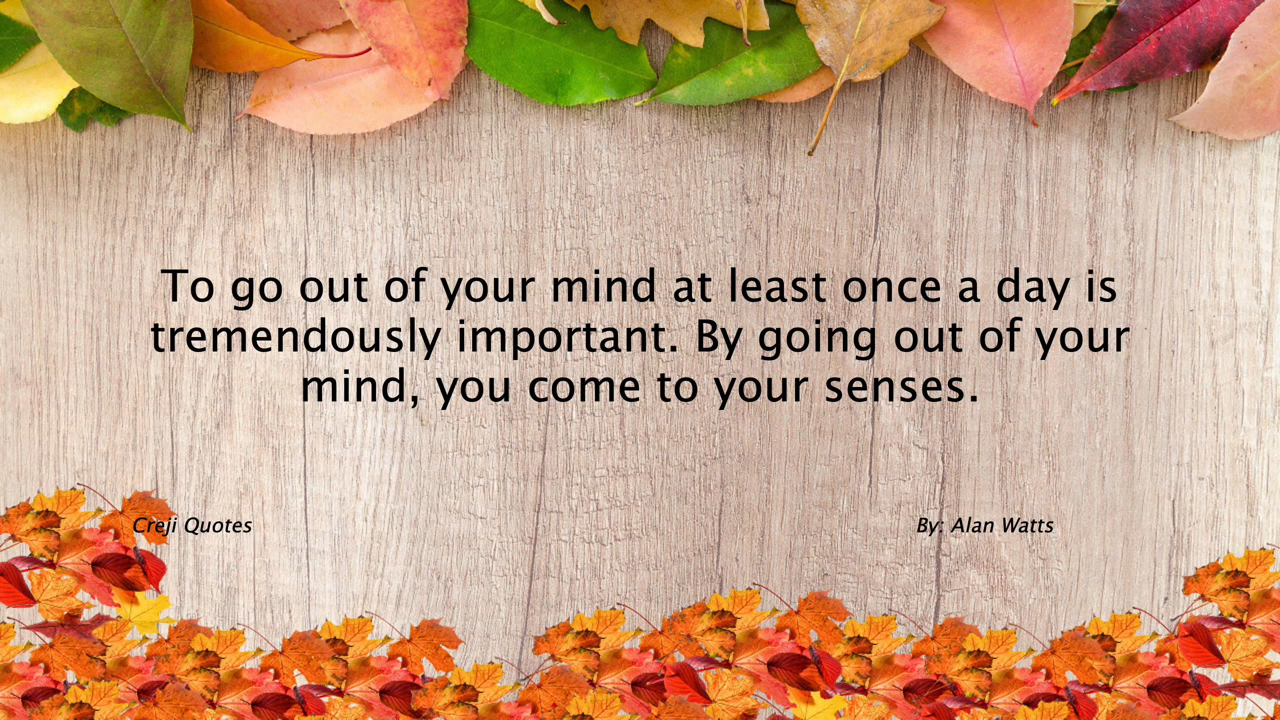 To go out of your mind at least once a day is
tremendously important. By going out of your
mind, you come to your senses.
Creji Quotes
By: Alan Watts